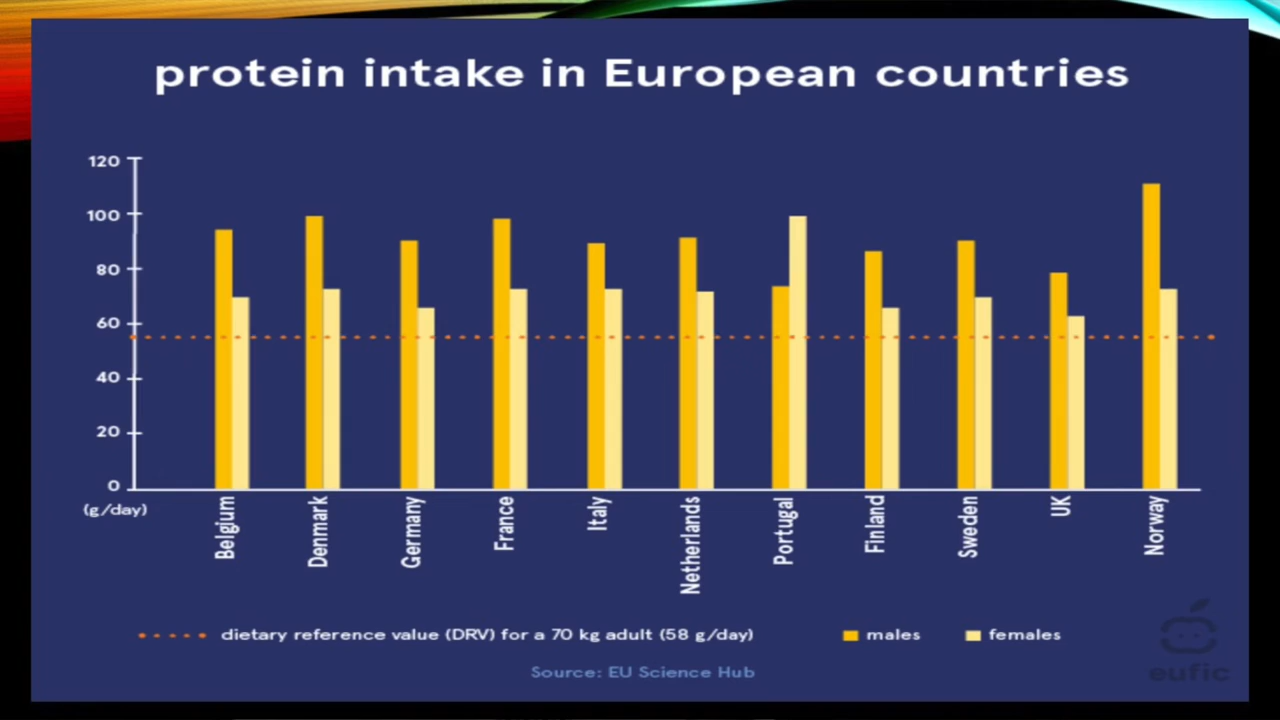 protein intake in European countries
120
100
80
60
40
20
0
(g/day)
Belgium
Denmark
Germany
France
Italy
Netherlands
Portugal
Finland
Sweden
UK
Norway
dietary reference value (DRV) for a 70 kg adult (58 g/day)
males
females
Source: EU Science Hub
eufic